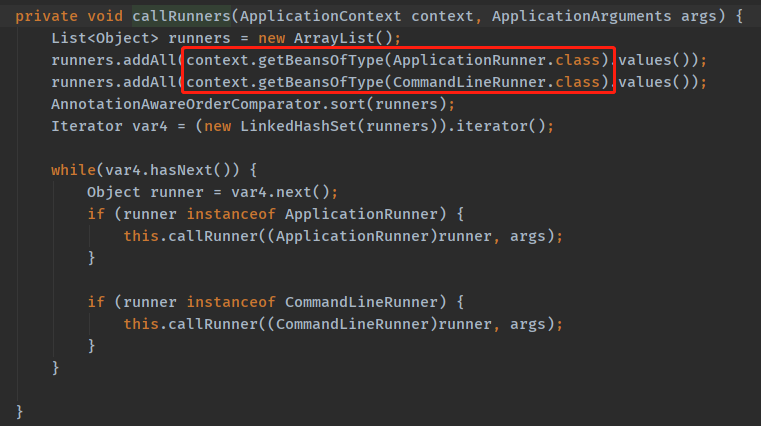 private void callRunners(ApplicationContext context, ApplicationArguments args) {
    List<Object> runners = new ArrayList();
    runners.addAll(context.getBeansOfType(ApplicationRunner.class).values());
    runners.addAll(context.getBeansOfType(CommandLineRunner.class).values());
    AnnotationAwareOrderComparator.sort(runners);
    Iterator var4 = (new LinkedHashSet(runners)).iterator();

    while(var4.hasNext()) {
        Object runner = var4.next();
        if (runner instanceof ApplicationRunner) {
            this.callRunner((ApplicationRunner)runner, args);
        }

        if (runner instanceof CommandLineRunner) {
            this.callRunner((CommandLineRunner)runner, args);
        }
    }

}